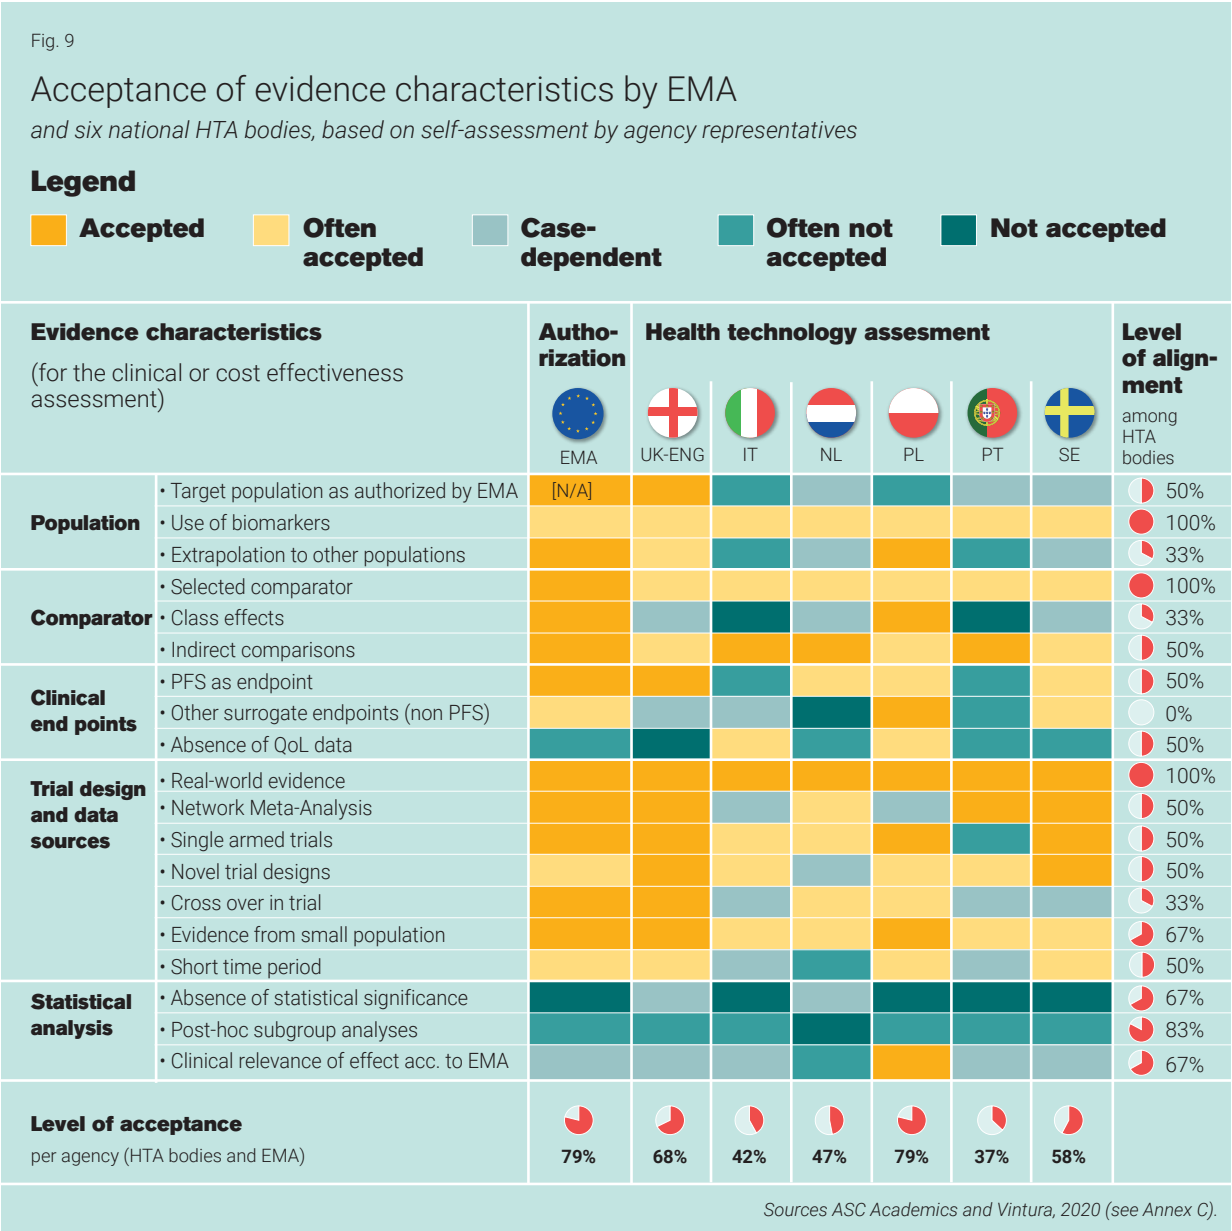 Fig. 9
Acceptance of evidence characteristics by EMA
and six national HTA bodies, based on self-assessment by agency representatives
Legend
Accepted
Often
accepted
Case-
dependent
Often not
accepted
Not accepted
Evidence characteristics
(for the clinical or cost effectiveness
assessment)
Autho-
rization
Health technology assesment
Level
of align-
ment
among
HTA
bodies
EMA
UK-ENG
IT
NL
PL
PT
SE
Population
• Target population as authorized by EMA
[N/A]
50%
• Use of biomarkers
100%
• Extrapolation to other populations
33%
Comparator
• Selected comparator
100%
• Class effects
33%
• Indirect comparisons
50%
Clinical
end points
• PFS as endpoint
50%
• Other surrogate endpoints (non PFS)
0%
• Absence of QoL data
50%
Trial design
and data
sources
• Real-world evidence
100%
• Network Meta-Analysis
50%
• Single armed trials
50%
• Novel trial designs
50%
• Cross over in trial
33%
• Evidence from small population
67%
• Short time period
50%
Statistical
analysis
• Absence of statistical significance
67%
• Post-hoc subgroup analyses
83%
• Clinical relevance of effect acc. to EMA
67%
Level of acceptance
per agency (HTA bodies and EMA)
79%
68%
42%
47%
79%
37%
58%
Sources ASC Academics and Vintura, 2020 (see Annex C).